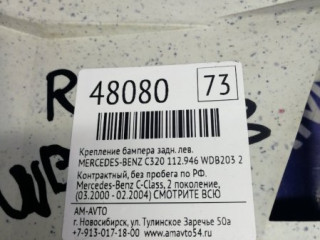 R
48080
73
Крепление бампера задн. лев.
MERCEDES-BENZ C320 112.946 WDB203 2
Контрактный, без пробега по РФ.
Mercedes-Benz C-Class, 2 поколение,
(03.2000 - 02.2004) СМОТРИТЕ ВСЮ
АМ-АВТО
г. Новосибирск, ул. Тулинское Заречье 50а
+7-913-017-18-00 www.amavto54.ru